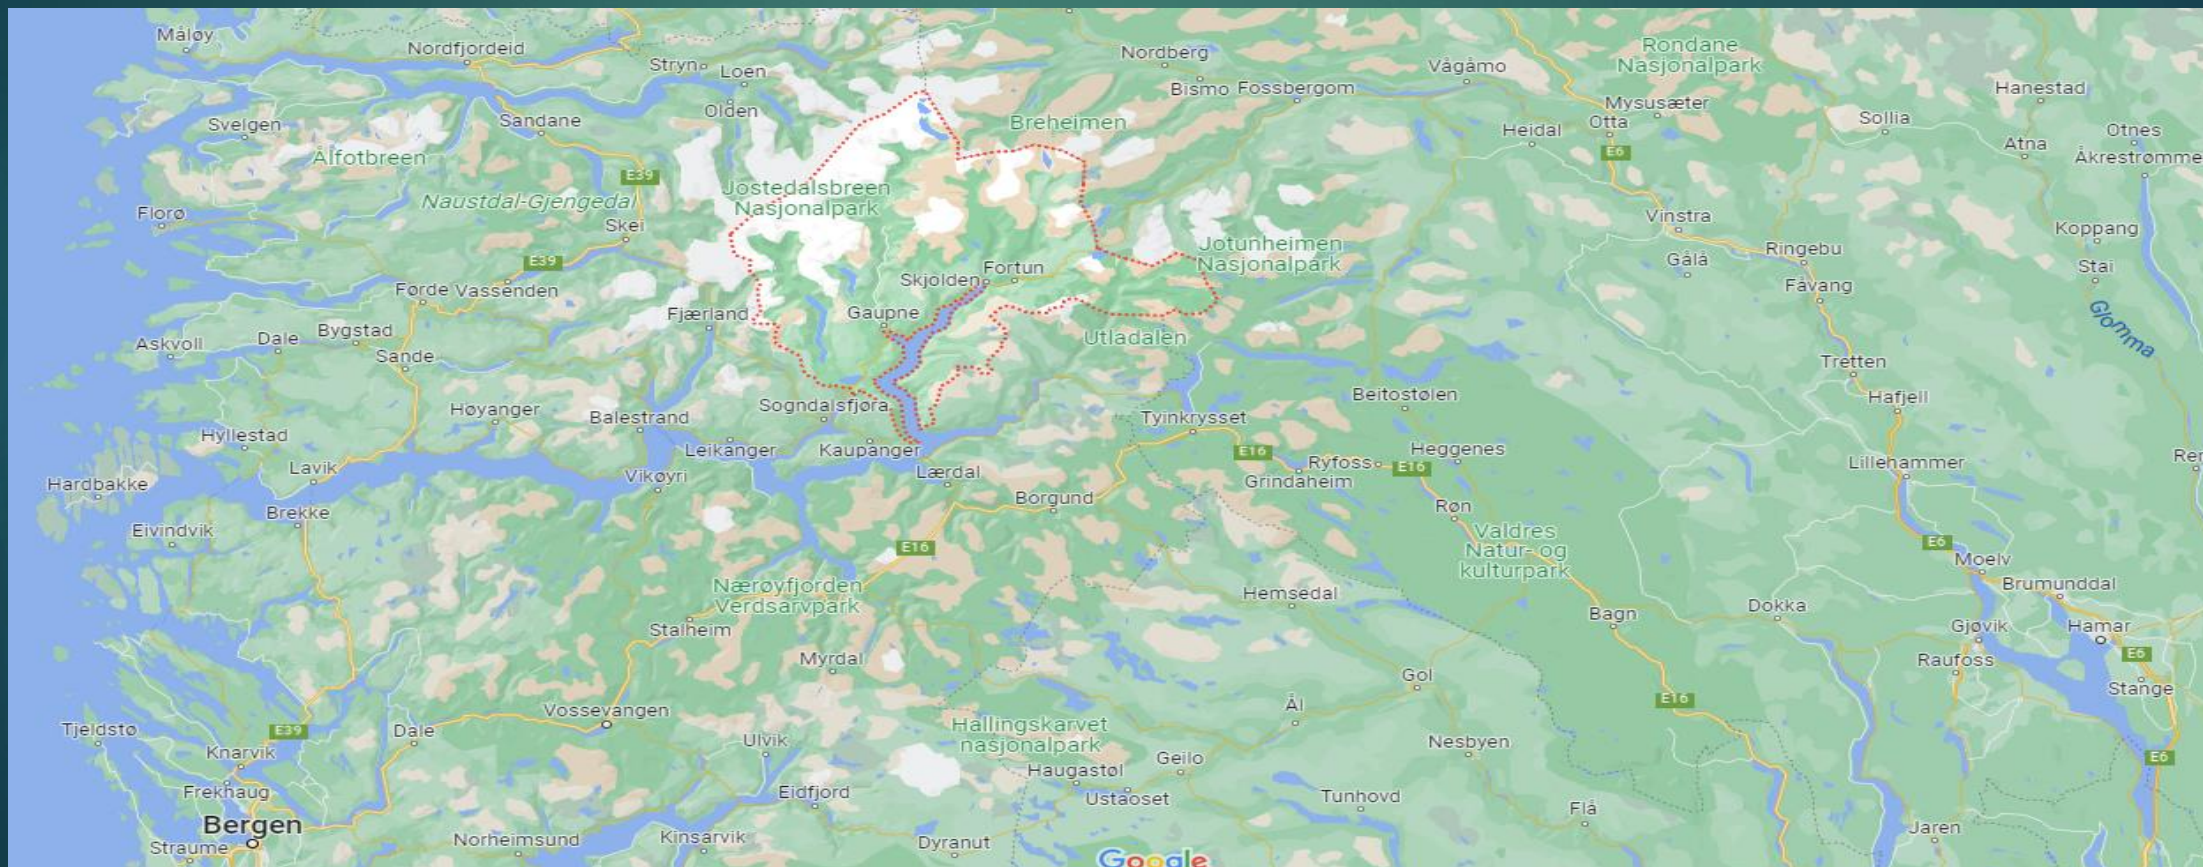 Måløy
Nordfjordeid
Stryn
Loen
Nordberg
Vågåmo
Rondane
Nasjonalpark
Bismo
Fossbergom
Hanestad
Olden
Mysusæter
Svelgen
Sandane
Breheimen
Heidal
Otta
Sollia
Otnes
Atna
Ålfotbreen
E6
Åkrestrømme
E39
Jostedalsbreen
Nasjonalpark
Naustdal-Gjengedal
Florø
Skei
Vinstra
Koppang
Jotunheimen
Nasjonalpark
Ringebu
Gålå
E39
Skjolden
Fortun
Stai
Førde
Vassenden
Fåvang
Fjærland
Gaupne
Glomma
Askvoll
Dale
Bygstad
Utladalen
Sande
Tretten
Beitostølen
Hafjell
Høyanger
Balestrand
Sogndalsfjøra
Tyinkrysset
Hyllestad
Leikanger
Kaupanger
E16
Heggenes
Lavik
Ryfoss
E16
Lillehammer
Ren
Hardbakke
Vikøyri
Lærdal
Grindaheim
Borgund
Brekke
Røn
Eivindvik
Valdres
Natur- og
kulturpark
E16
E6
Moelv
Nærøyfjorden
Verdsarvpark
Hemsedal
Brumunddal
Dokka
Bagn
Stalheim
Gjøvik
Hamar
E6
Myrdal
Raufoss
Gol
Stange
Vossevangen
Ål
E16
Tjeldstø
E39
Dale
Hallingskarvet
nasjonalpark
Knarvik
Ulvik
Nesbyen
Geilo
E6
Haugastøl
Frekhaug
Eidfjord
Ustaoset
Tunhovd
Flå
Bergen
Straume
Norheimsund
Kinsarvik
Dyranut
Jaren
Google